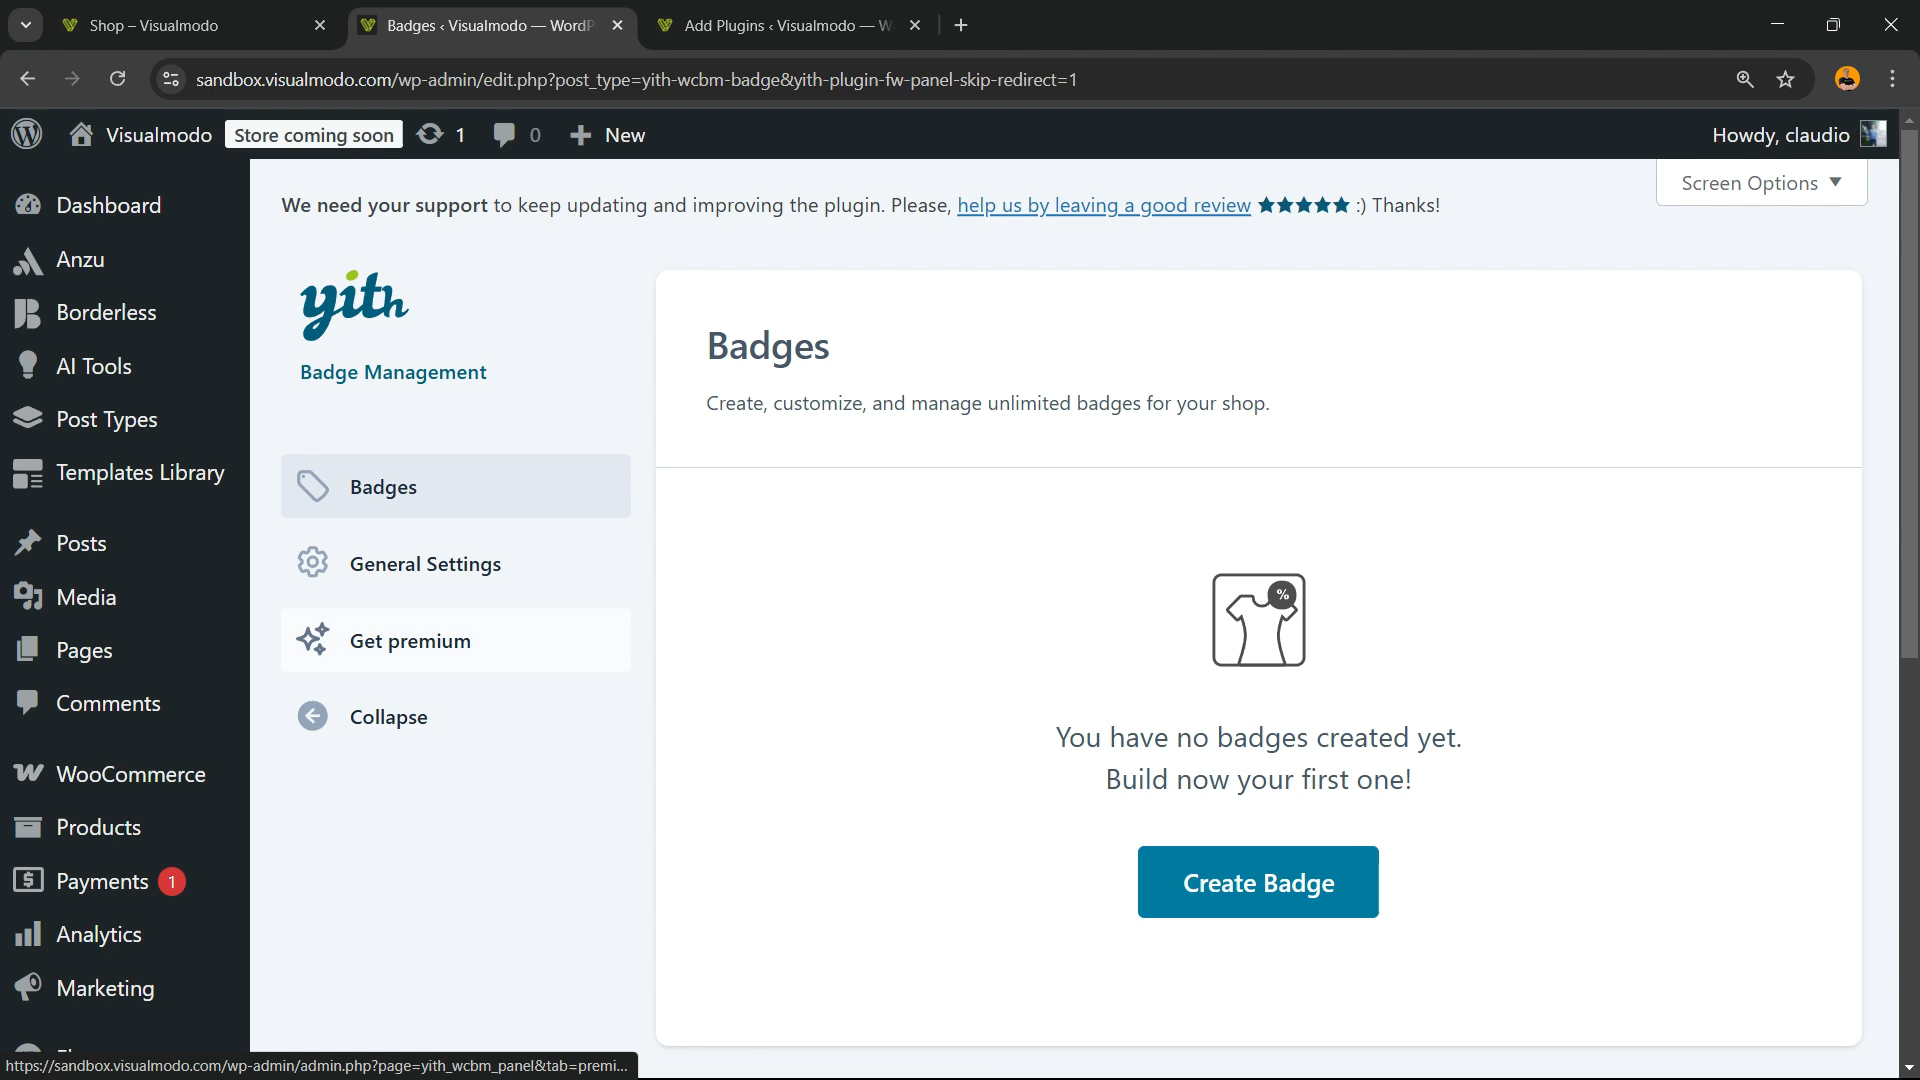 Shop – Visualmodo
Badges ‹ Visualmodo — WordP
Add Plugins ‹ Visualmodo — W
sandbox.visualmodo.com/wp-admin/edit.php?post_type=yith-wcbm-badge&yith-plugin-fw-panel-skip-redirect=1
Visualmodo
Store coming soon
1
0
New
Howdy, claudio
Screen Options
We need your support to keep updating and improving the plugin. Please, help us by leaving a good review ★★★★★ :) Thanks!
Dashboard
Anzu
Borderless
AI Tools
Post Types
Templates Library
Posts
Media
Pages
Comments
WooCommerce
Products
Payments 1
Analytics
Marketing
yith
Badge Management
Badges
General Settings
Get premium
Collapse
Badges
Create, customize, and manage unlimited badges for your shop.
%
You have no badges created yet.
Build now your first one!
Create Badge
https://sandbox.visualmodo.com/wp-admin/admin.php?page=yith_wcbm_panel&tab=premi...